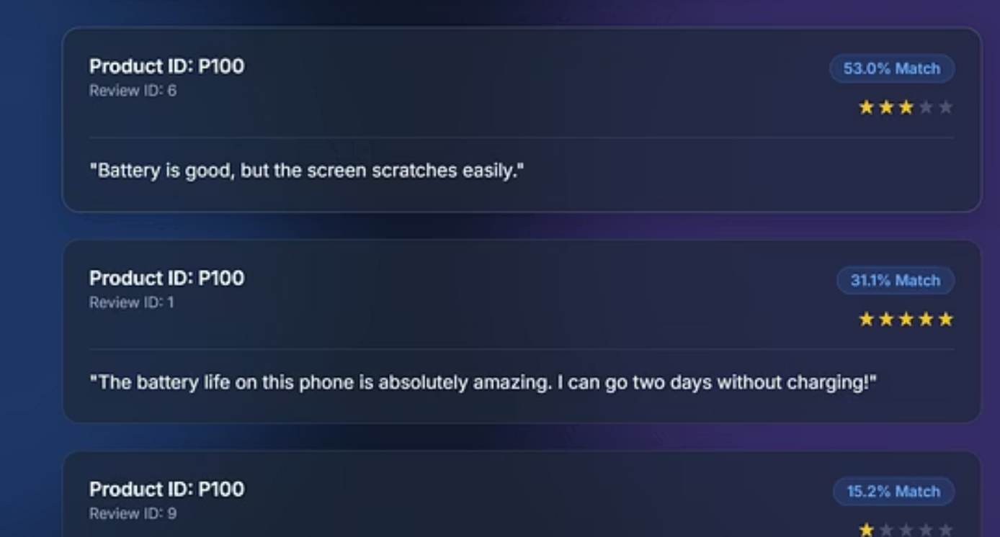 Product ID: P100
53.0% Match
Review ID: 6
"Battery is good, but the screen scratches easily."
Product ID: P100
31.1% Match
Review ID: 1
"The battery life on this phone is absolutely amazing. I can go two days without charging!"
Product ID: P100
15.2% Match
Review ID: 9